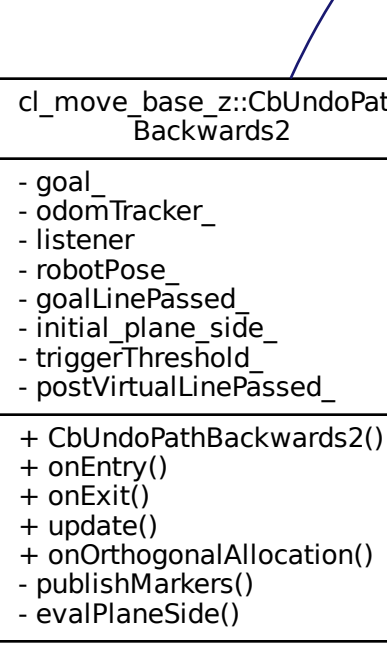 cl_move_base_z::CbUndoPat
Backwards2
- goal_
- odomTracker_
- listener
- robotPose_
- goalLinePassed_
- initial_plane_side_
- triggerThreshold_
- postVirtualLinePassed_
+ CbUndoPathBackwards2()
+ onEntry()
+ onExit()
+ update()
+ onOrthogonalAllocation()
- publishMarkers()
- evalPlaneSide()